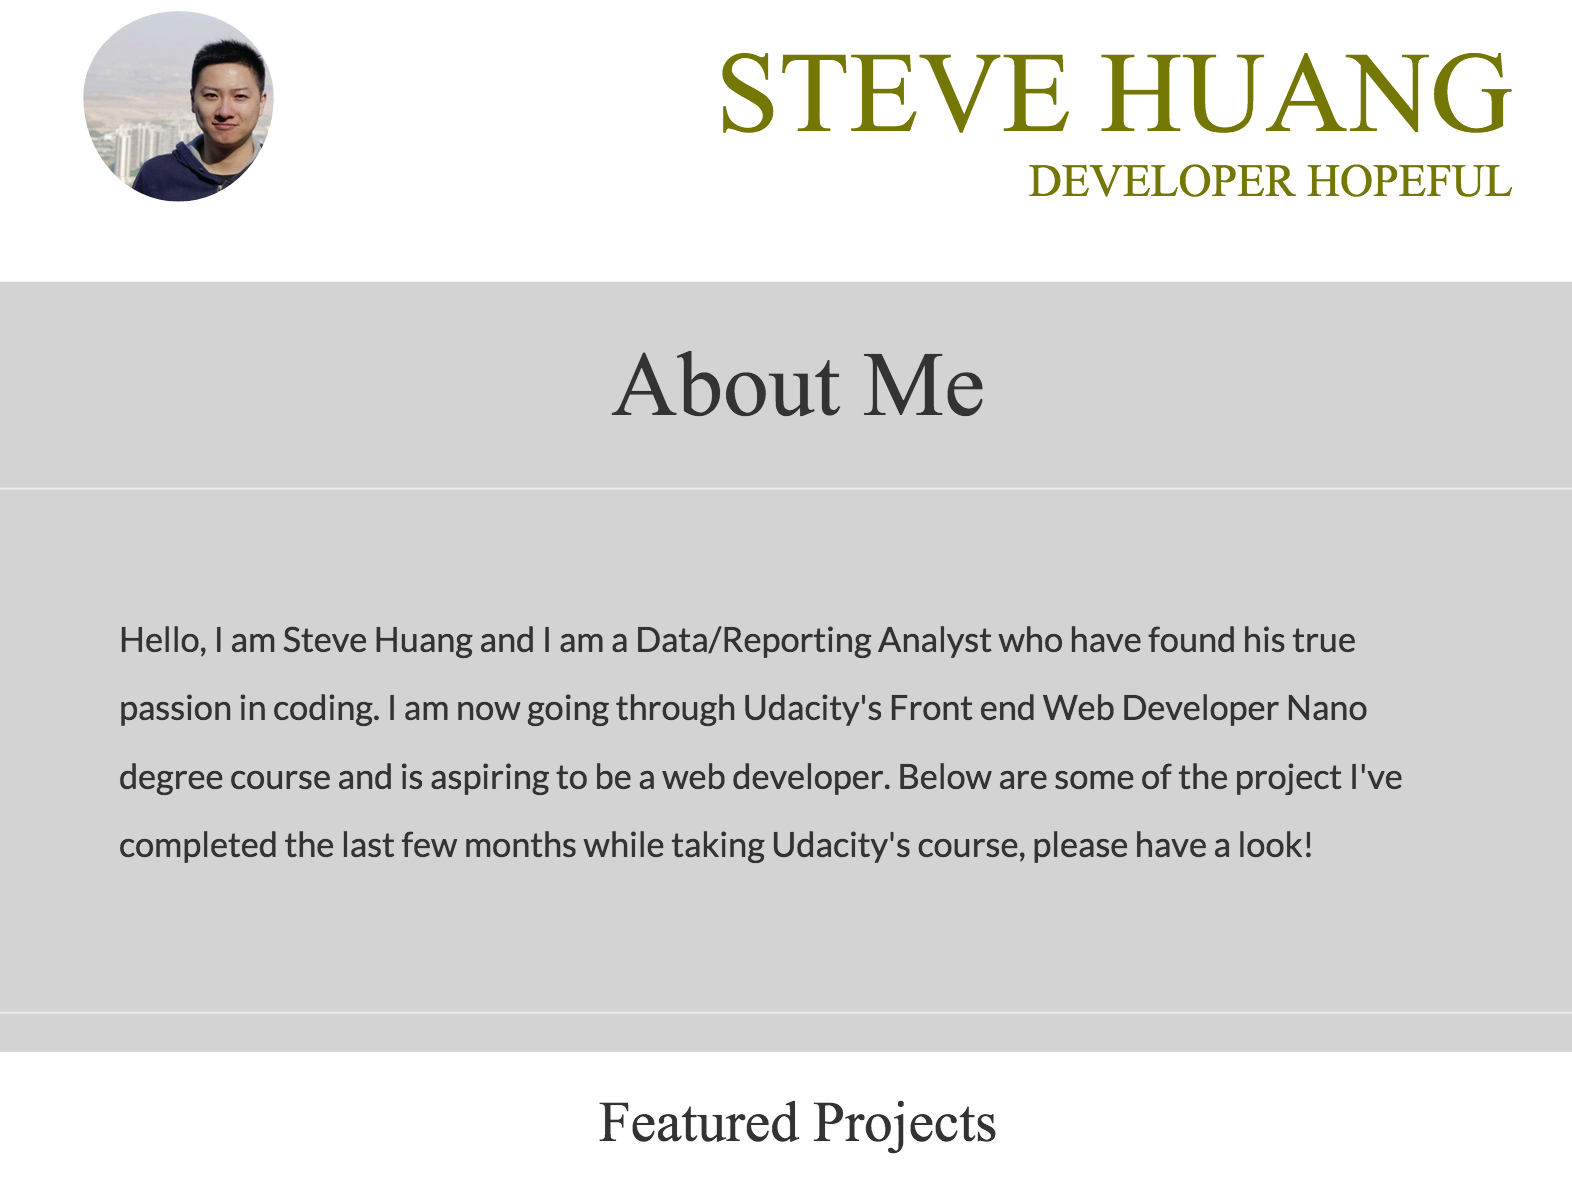 STEVE HUANG
DEVELOPER HOPEFUL
About Me
Hello, I am Steve Huang and I am a Data/Reporting Analyst who have found his true
passion in coding. I am now going through Udacity's Front end Web Developer Nano
degree course and is aspiring to be a web developer. Below are some of the project I've
completed the last few months while taking Udacity's course, please have a look!
Featured Projects